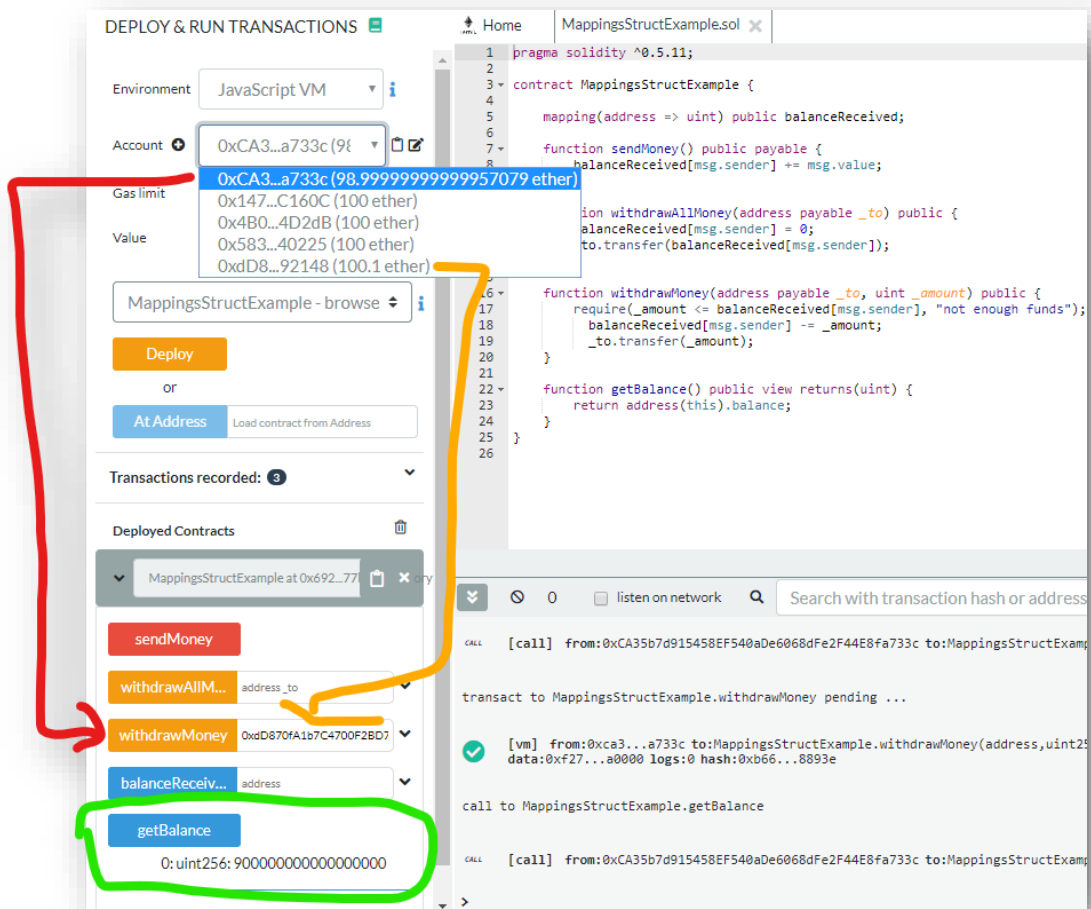 DEPLOY & RUN TRANSACTIONS
Environment JavaScript VM
Account 0xCA3...a733c (98
0xCA3...a733c (98.99999999999957079 ether)
Gas limit
0x147...C160C (100 ether)
0x4B0...4D2dB (100 ether)
Value
0x583...40225 (100 ether)
0xdD8...92148 (100.1 ether)
MappingsStructExample - browse
Deploy
or
At Address Load contract from Address
Transactions recorded: 3
Deployed Contracts
MappingsStructExample at 0x692...77
ory
sendMoney
withdrawAllM... address _to
withdrawMoney 0xdD870fA1b7C4700F2BD7
balanceReceiv... address
getBalance
0: uint256: 900000000000000000
Home MappingsStructExample.sol
1 pragma solidity ^0.5.11;
2
3 contract MappingsStructExample {
4
5 mapping(address => uint) public balanceReceived;
6
7 function sendMoney() public payable {
8 balanceReceived[msg.sender] += msg.value;
ion withdrawAllMoney(address payable _to) public {
alanceReceived[msg.sender] = 0;
to.transfer(balanceReceived[msg.sender]);
16 function withdrawMoney(address payable _to, uint _amount) public {
17 require(_amount <= balanceReceived[msg.sender], "not enough funds");
18 balanceReceived[msg.sender] -= _amount;
19 _to.transfer(_amount);
20 }
21
22 function getBalance() public view returns(uint) {
23 return address(this).balance;
24 }
25 }
26
0 listen on network Search with transaction hash or address
CALL [call] from:0xCA35b7d915458EF540aDe6068dFe2F44E8fa733c to:MappingsStructExam
transact to MappingsStructExample.withdrawMoney pending ...
[vm] from:0xca3...a733c to:MappingsStructExample.withdrawMoney(address,uint25
data:0xf27...a0000 logs:0 hash:0xb66...8893e
call to MappingsStructExample.getBalance
CALL [call] from:0xCA35b7d915458EF540aDe6068dFe2F44E8fa733c to:MappingsStructExam
>